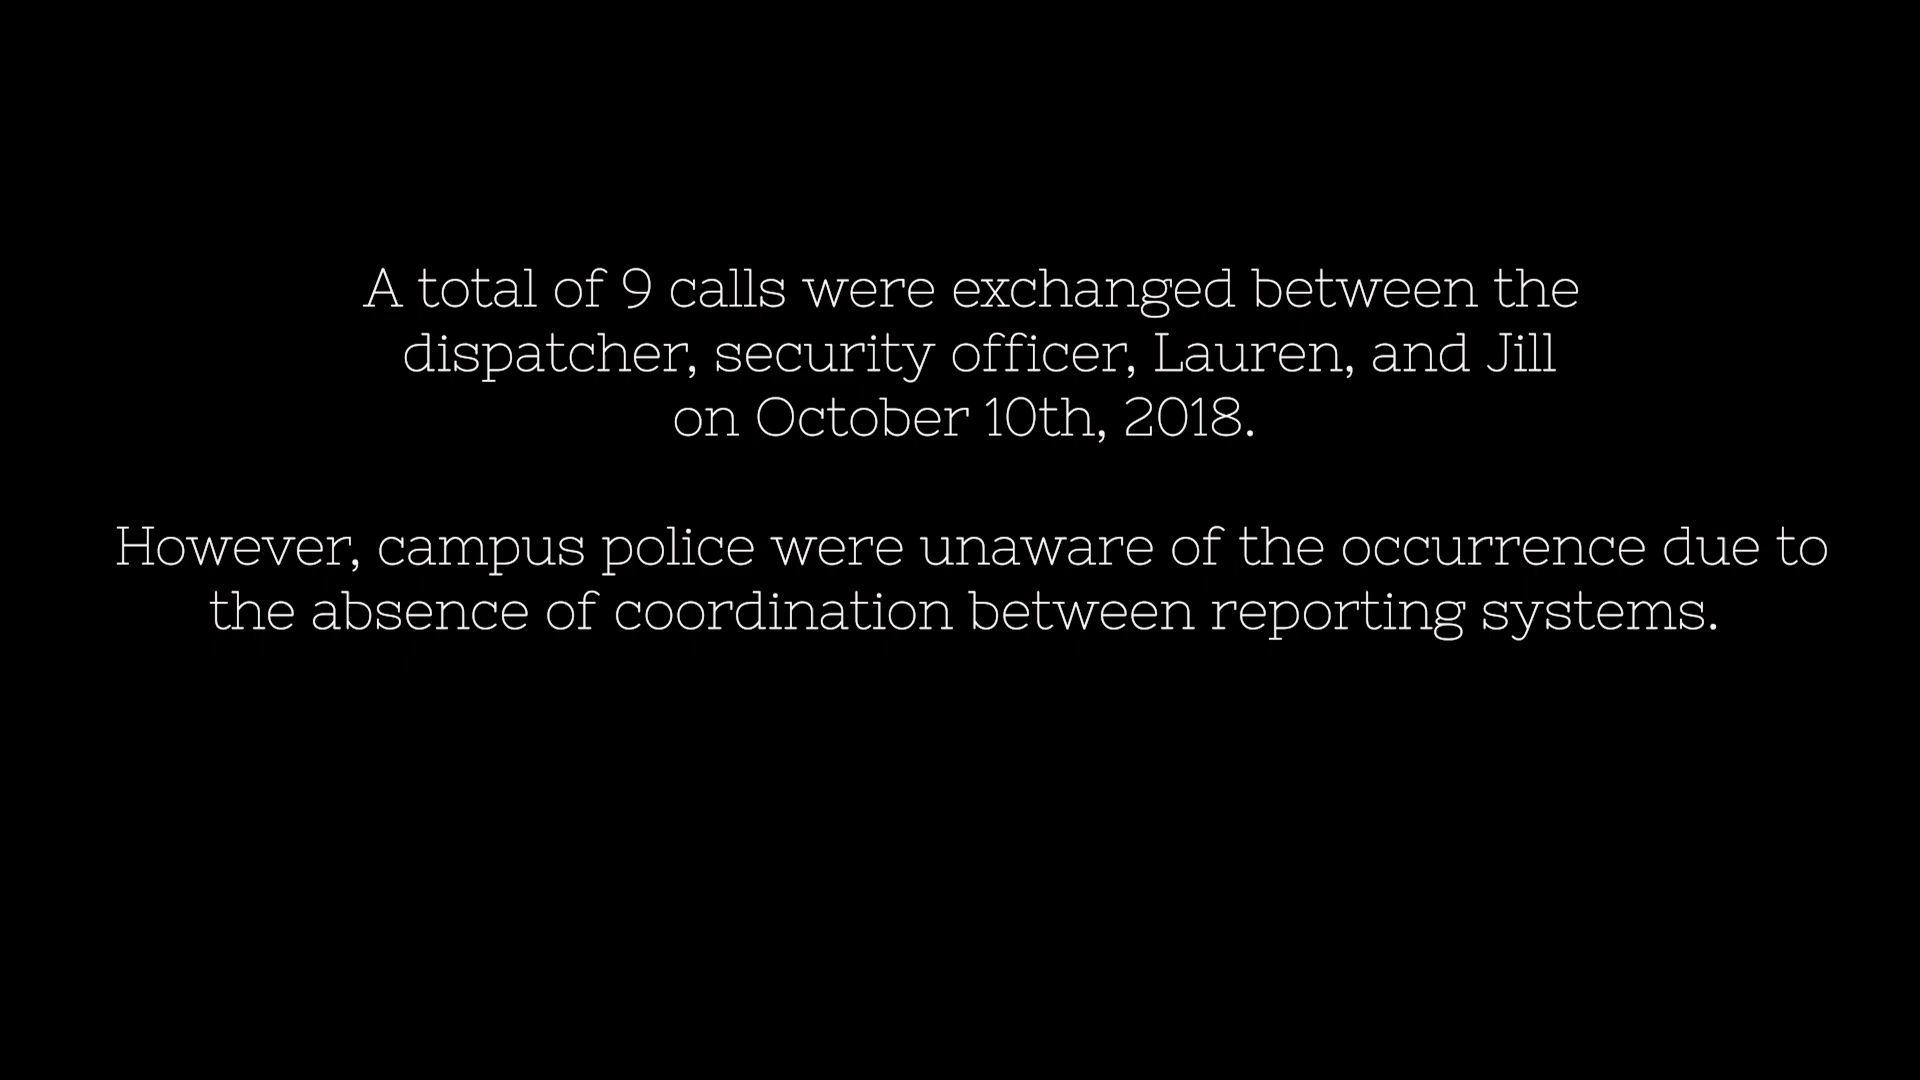 A total of 9 calls were exchanged between the
dispatcher, security officer, Lauren, and Jill
on October 10th, 2018.
However, campus police were unaware of the occurrence due to
the absence of coordination between reporting systems.